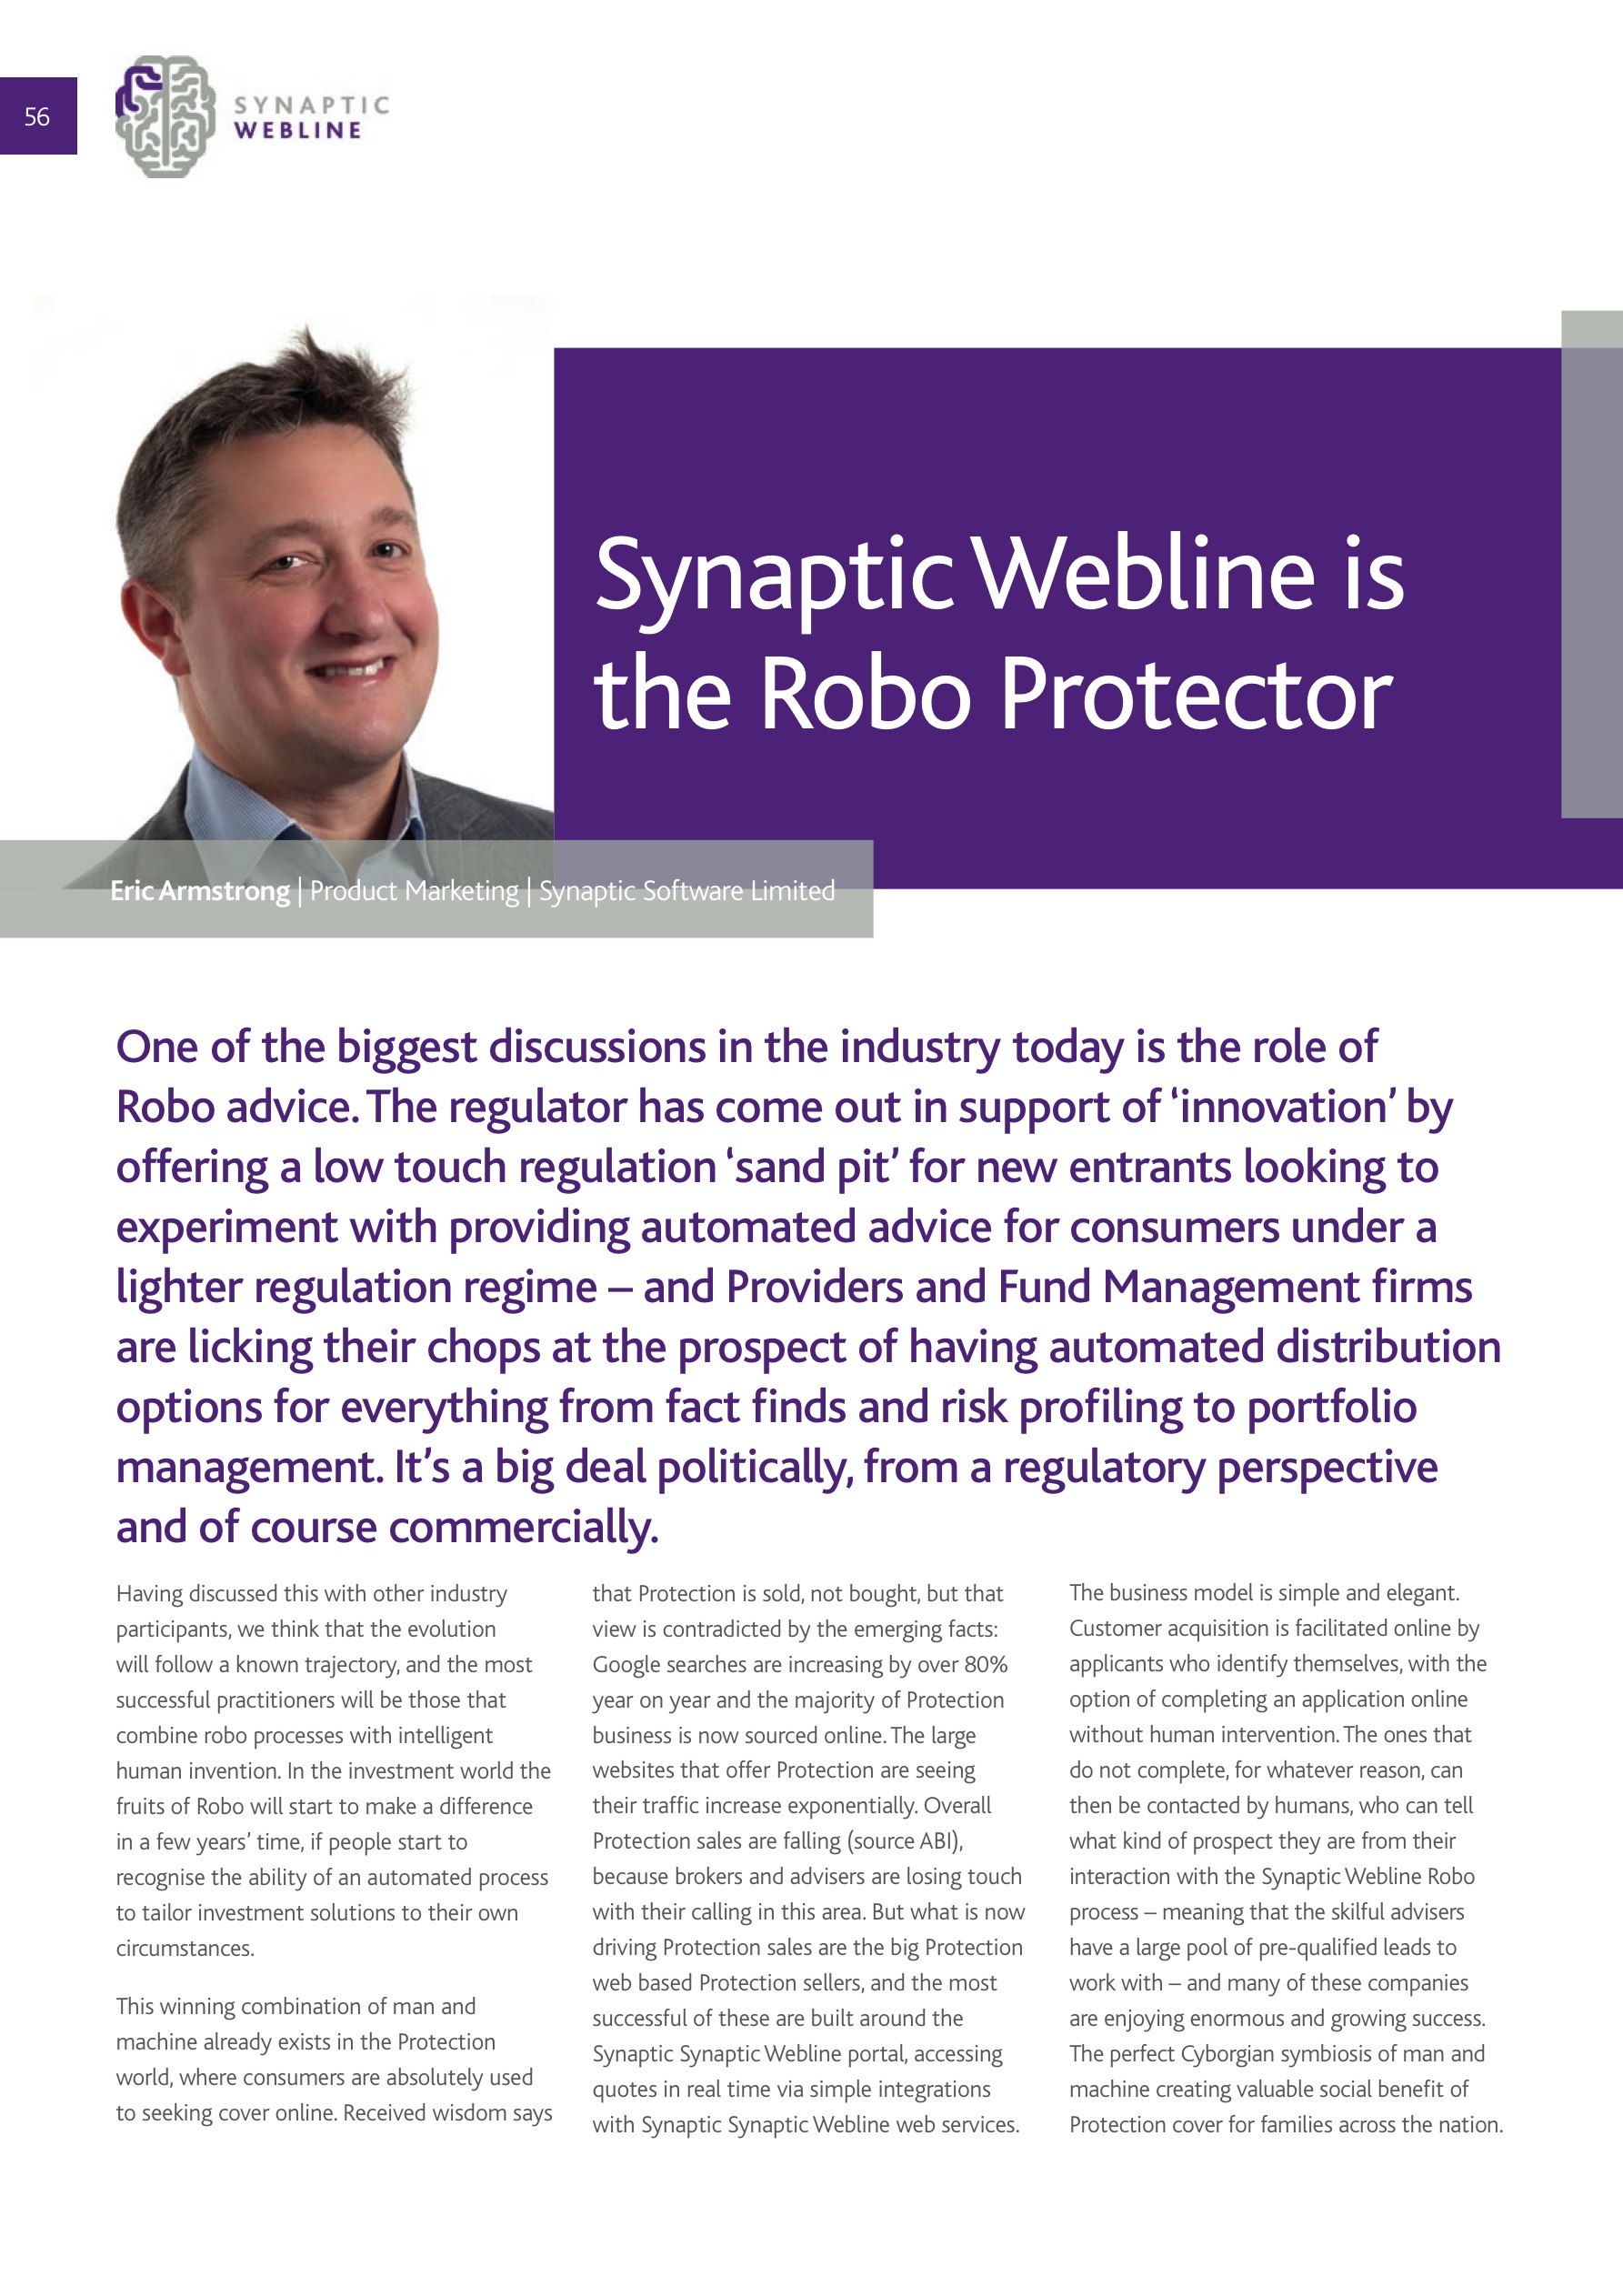 56
SYNAPTIC
WEBLINE
Synaptic Webline is
the Robo Protector
Eric Armstrong | Product Marketing | Synaptic Software Limited
One of the biggest discussions in the industry today is the role of
Robo advice. The regulator has come out in support of ‘innovation’ by
offering a low touch regulation ‘sand pit’ for new entrants looking to
experiment with providing automated advice for consumers under a
lighter regulation regime – and Providers and Fund Management firms
are licking their chops at the prospect of having automated distribution
options for everything from fact finds and risk profiling to portfolio
management. It’s a big deal politically, from a regulatory perspective
and of course commercially.
Having discussed this with other industry
participants, we think that the evolution
will follow a known trajectory, and the most
successful practitioners will be those that
combine robo processes with intelligent
human invention. In the investment world the
fruits of Robo will start to make a difference
in a few years’ time, if people start to
recognise the ability of an automated process
to tailor investment solutions to their own
circumstances.
This winning combination of man and
machine already exists in the Protection
world, where consumers are absolutely used
to seeking cover online. Received wisdom says
that Protection is sold, not bought, but that
view is contradicted by the emerging facts:
Google searches are increasing by over 80%
year on year and the majority of Protection
business is now sourced online. The large
websites that offer Protection are seeing
their traffic increase exponentially. Overall
Protection sales are falling (source ABI),
because brokers and advisers are losing touch
with their calling in this area. But what is now
driving Protection sales are the big Protection
web based Protection sellers, and the most
successful of these are built around the
Synaptic Synaptic Webline portal, accessing
quotes in real time via simple integrations
with Synaptic Synaptic Webline web services.
The business model is simple and elegant.
Customer acquisition is facilitated online by
applicants who identify themselves, with the
option of completing an application online
without human intervention. The ones that
do not complete, for whatever reason, can
then be contacted by humans, who can tell
what kind of prospect they are from their
interaction with the Synaptic Webline Robo
process – meaning that the skilful advisers
have a large pool of pre-qualified leads to
work with – and many of these companies
are enjoying enormous and growing success.
The perfect Cyborgian symbiosis of man and
machine creating valuable social benefit of
Protection cover for families across the nation.